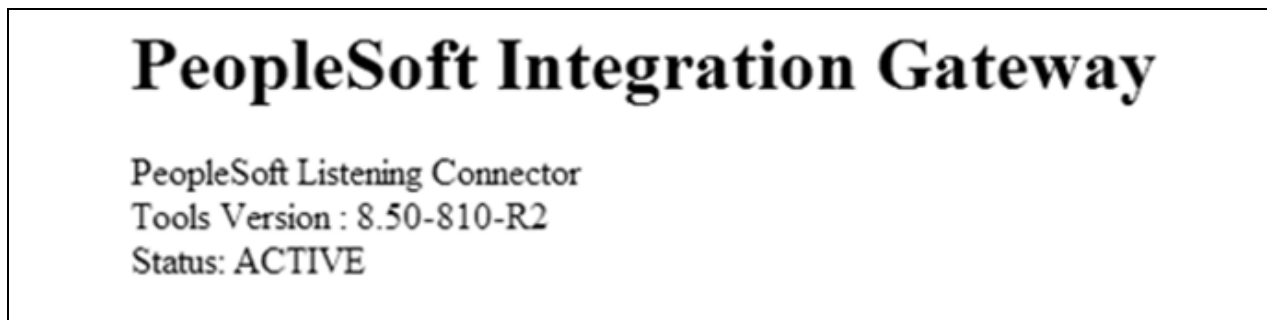 PeopleSoft Integration Gateway
PeopleSoft Listening Connector
Tools Version : 8.50-810-R2
Status: ACTIVE